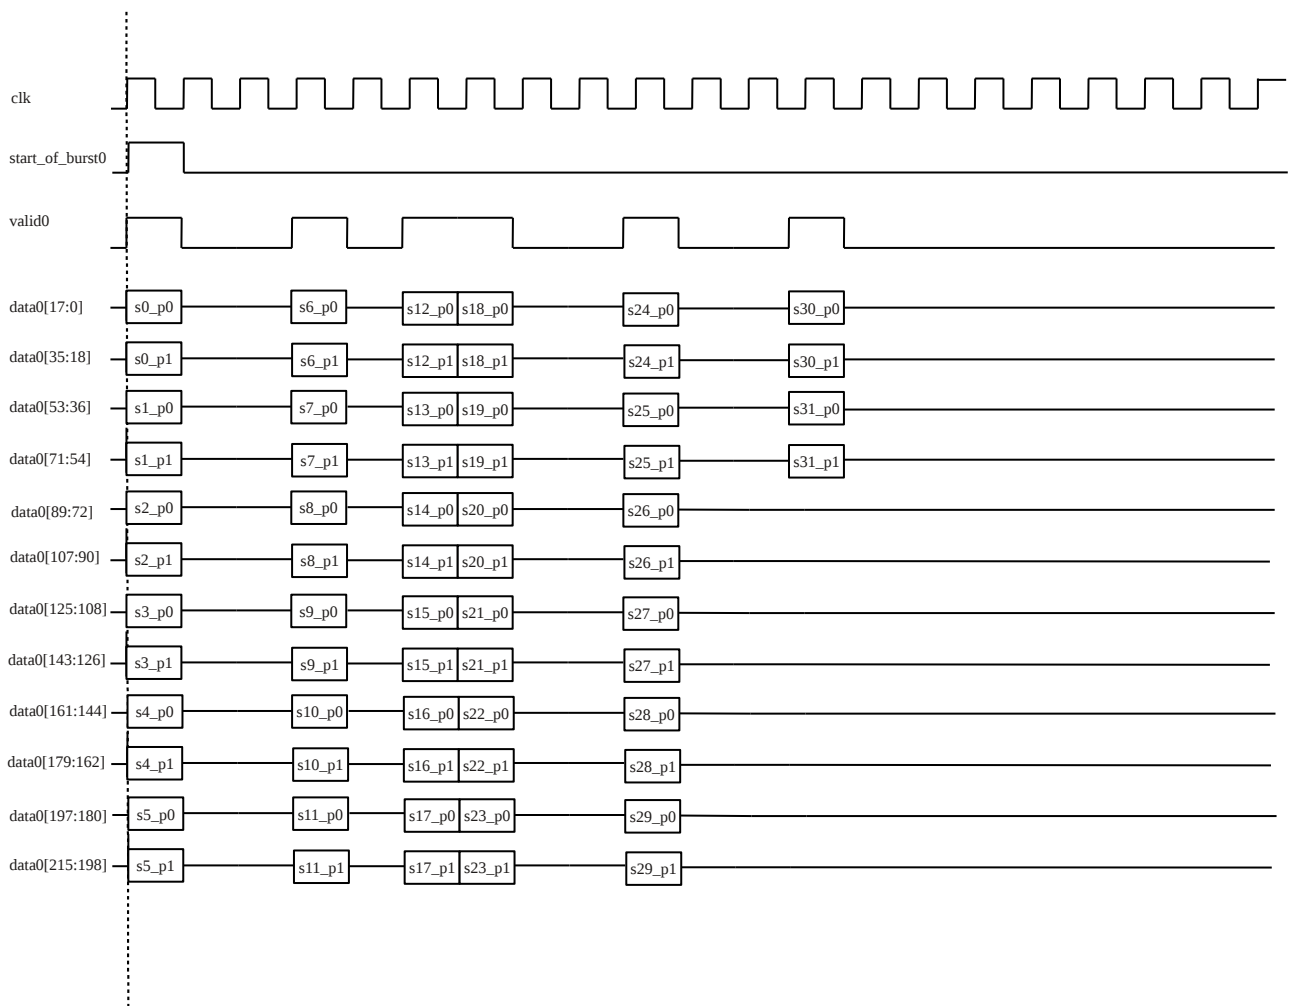 clk
start_of_burst0
valid0
data0[17:0] s0_p0 s6_p0 s12_p0 s18_p0 s24_p0 s30_p0
data0[35:18] s0_p1 s6_p1 s12_p1 s18_p1 s24_p1 s30_p1
data0[53:36] s1_p0 s7_p0 s13_p0 s19_p0 s25_p0 s31_p0
data0[71:54] s1_p1 s7_p1 s13_p1 s19_p1 s25_p1 s31_p1
data0[89:72] s2_p0 s8_p0 s14_p0 s20_p0 s26_p0
data0[107:90] s2_p1 s8_p1 s14_p1 s20_p1 s26_p1
data0[125:108] s3_p0 s9_p0 s15_p0 s21_p0 s27_p0
data0[143:126] s3_p1 s9_p1 s15_p1 s21_p1 s27_p1
data0[161:144] s4_p0 s10_p0 s16_p0 s22_p0 s28_p0
data0[179:162] s4_p1 s10_p1 s16_p1 s22_p1 s28_p1
data0[197:180] s5_p0 s11_p0 s17_p0 s23_p0 s29_p0
data0[215:198] s5_p1 s11_p1 s17_p1 s23_p1 s29_p1